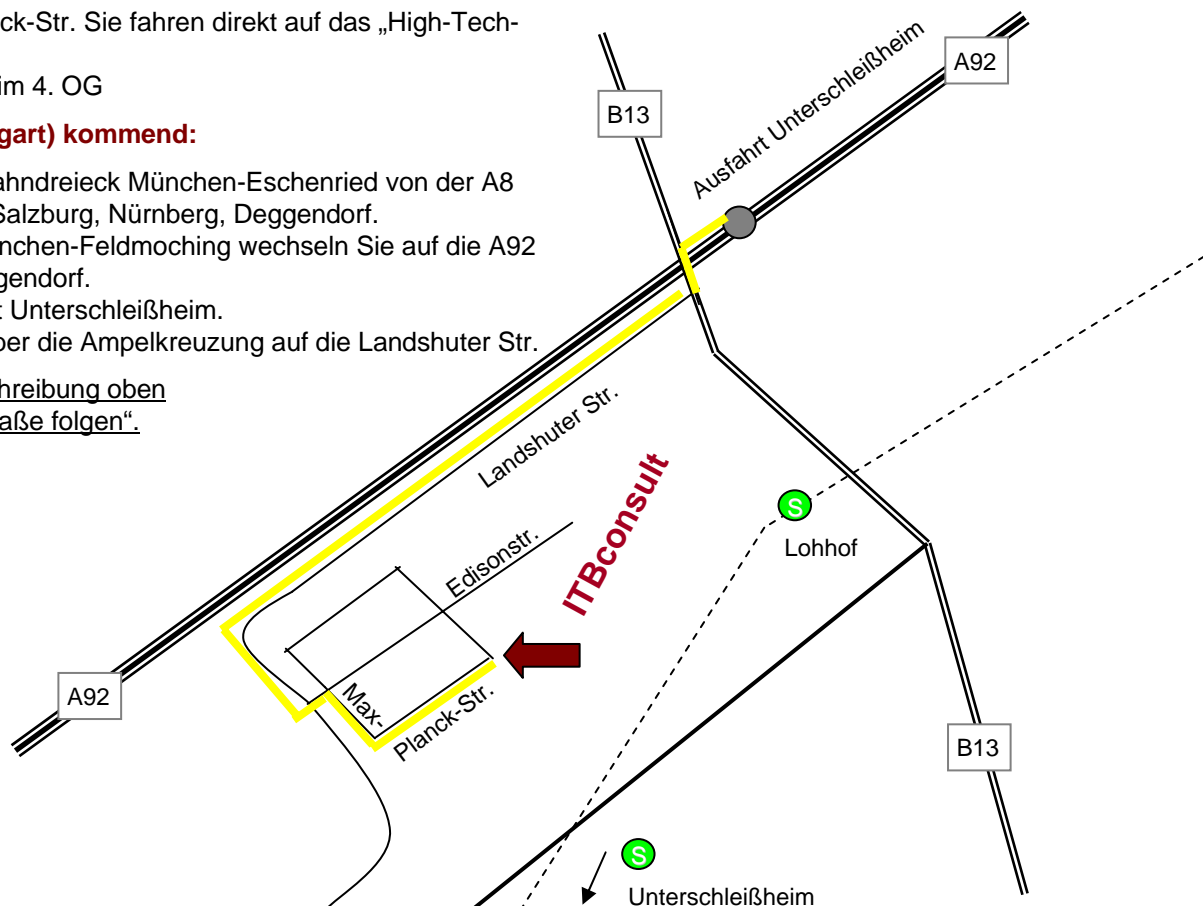 ck-Str. Sie fahren direkt auf das „High-Tech-
im 4. OG
gart) kommend:
ahndreieck München-Eschenried von der A8
Salzburg, Nürnberg, Deggendorf.
nchen-Feldmoching wechseln Sie auf die A92
gendorf.
t Unterschleißheim.
ber die Ampelkreuzung auf die Landshuter Str.
hreibung oben
aße folgen“.
B13
A92
Ausfahrt Unterschleißheim
Landshuter Str.
ITBconsult
S
Lohhof
Edisonstr.
Max-
Planck-Str.
A92
B13
S
Unterschleißheim